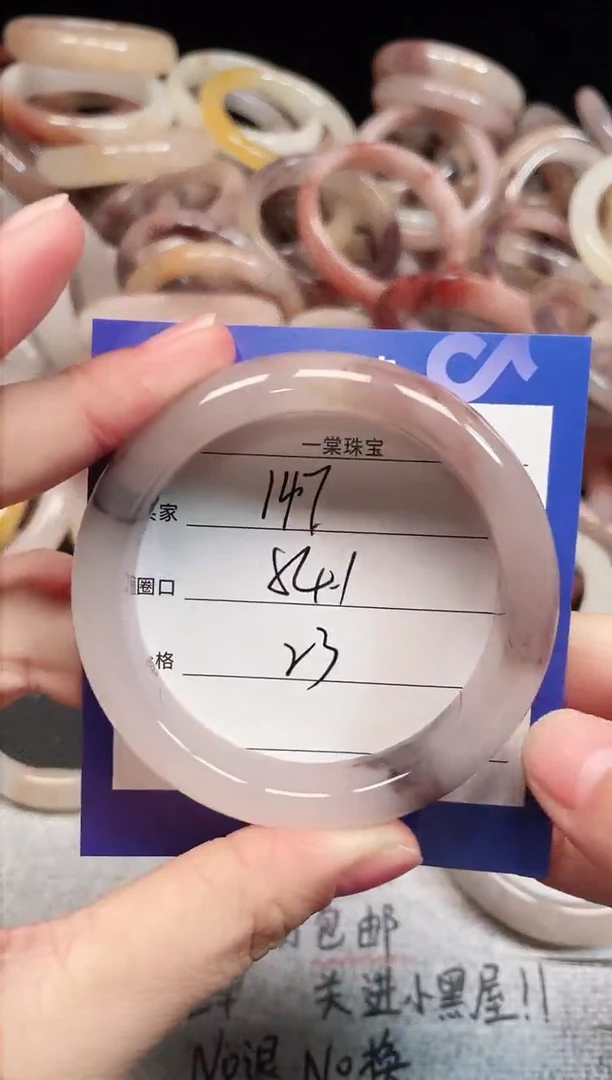 一棠珠宝
家 147
圈口 54.1
格 23
包邮
关进小黑屋!!
No退 No换